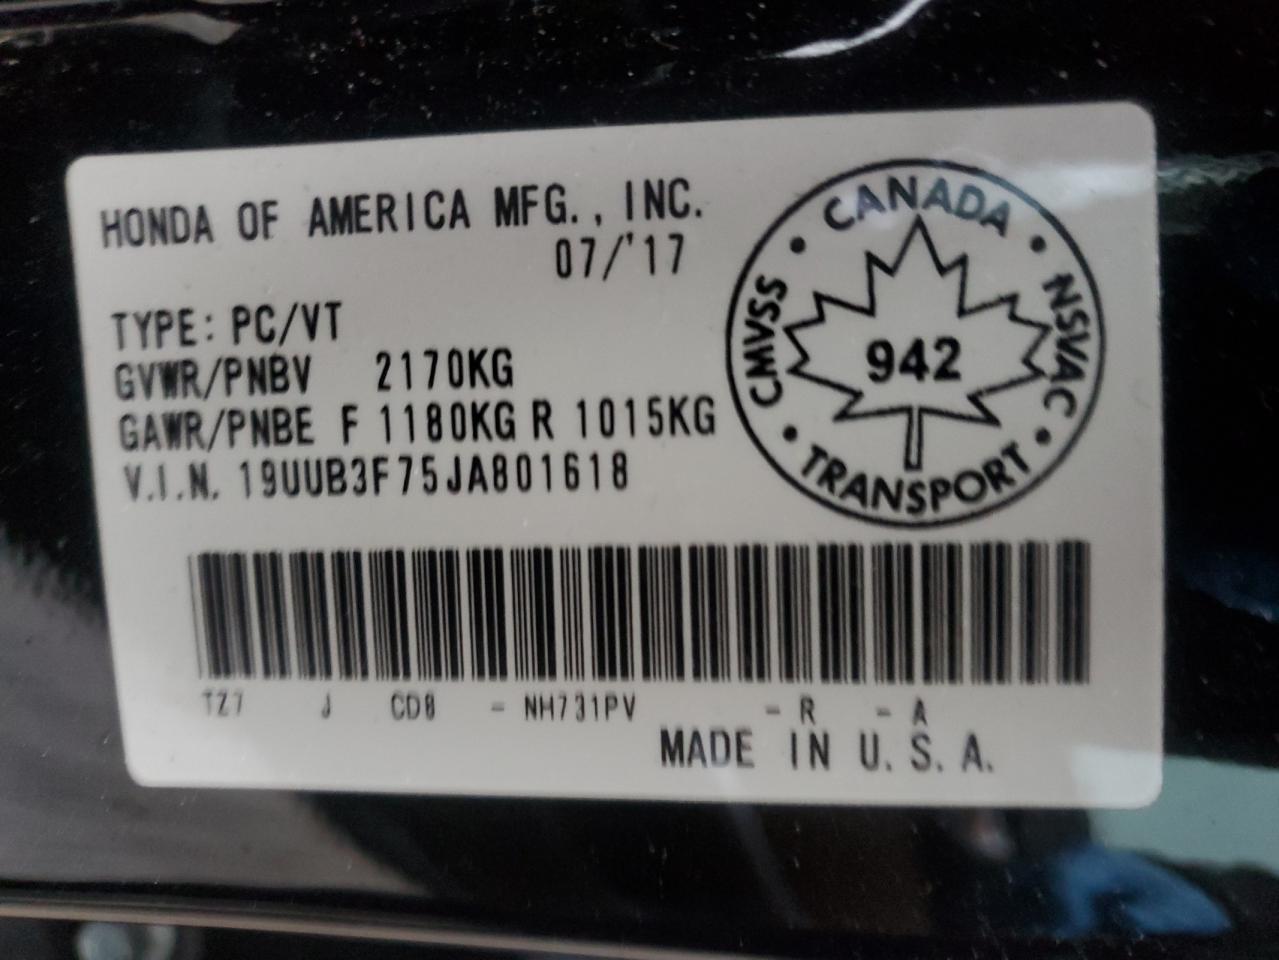 HONDA OF AMERICA MFG., INC.
07/'17
TYPE: PC/VT
GVWR/PNBV 2170KG
GAWR/PNBE F 1180KG R 1015KG
V.I.N. 19UUB3F75JA801618
CANADA
CMVSS
NSVAC
942
TRANSPORT
TZ7 J CD8 - NH731PV - R - A
MADE IN U.S.A.